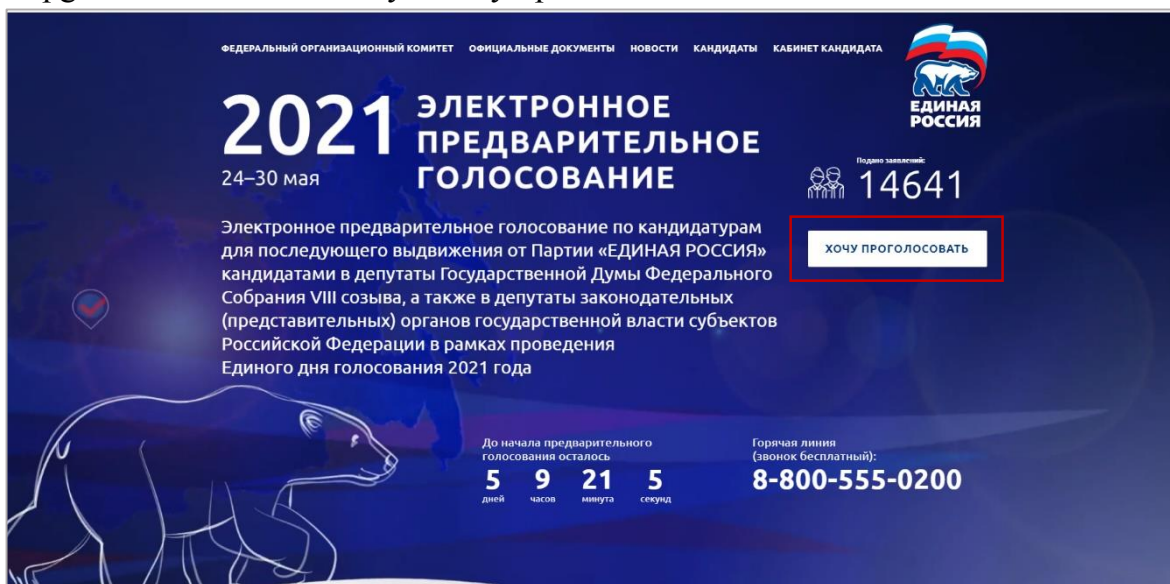 ФЕДЕРАЛЬНЫЙ ОРГАНИЗАЦИОННЫЙ КОМИТЕТ ОФИЦИАЛЬНЫЕ ДОКУМЕНТЫ НОВОСТИ КАНДИДАТЫ КАБИНЕТ КАНДИДАТА
ЕДИНАЯ
РОССИЯ
2021
24–30 мая
ЭЛЕКТРОННОЕ
ПРЕДВАРИТЕЛЬНОЕ
ГОЛОСОВАНИЕ
Подано заявлений:
14641
ХОЧУ ПРОГОЛОСОВАТЬ
Электронное предварительное голосование по кандидатурам
для последующего выдвижения от Партии «ЕДИНАЯ РОССИЯ»
кандидатами в депутаты Государственной Думы Федерального
Собрания VIII созыва, а также в депутаты законодательных
(представительных) органов государственной власти субъектов
Российской Федерации в рамках проведения
Единого дня голосования 2021 года
До начала предварительного
голосования осталось
5 9 21 5
дней часов минута секунд
Горячая линия
(звонок бесплатный):
8-800-555-0200